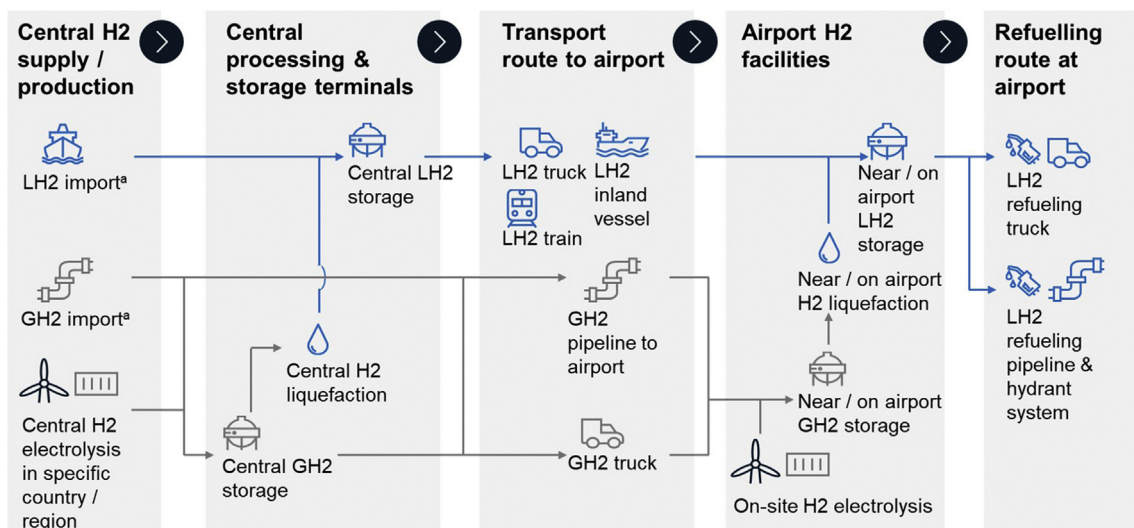 Central H2
supply /
production
Central
processing &
storage terminals
Transport
route to airport
Airport H2
facilities
Refuelling
route at
airport
LH2 importᵃ
Central LH2
storage
LH2 truck
LH2
inland
vessel
LH2 train
Near / on
airport
LH2
storage
LH2
refueling
truck
GH2 importᵃ
GH2
pipeline to
airport
Near / on airport
H2 liquefaction
LH2
refueling
pipeline &
hydrant
system
Central H2
liquefaction
Central H2
electrolysis
in specific
country /
region
Central GH2
storage
GH2 truck
Near / on airport
GH2 storage
On-site H2 electrolysis